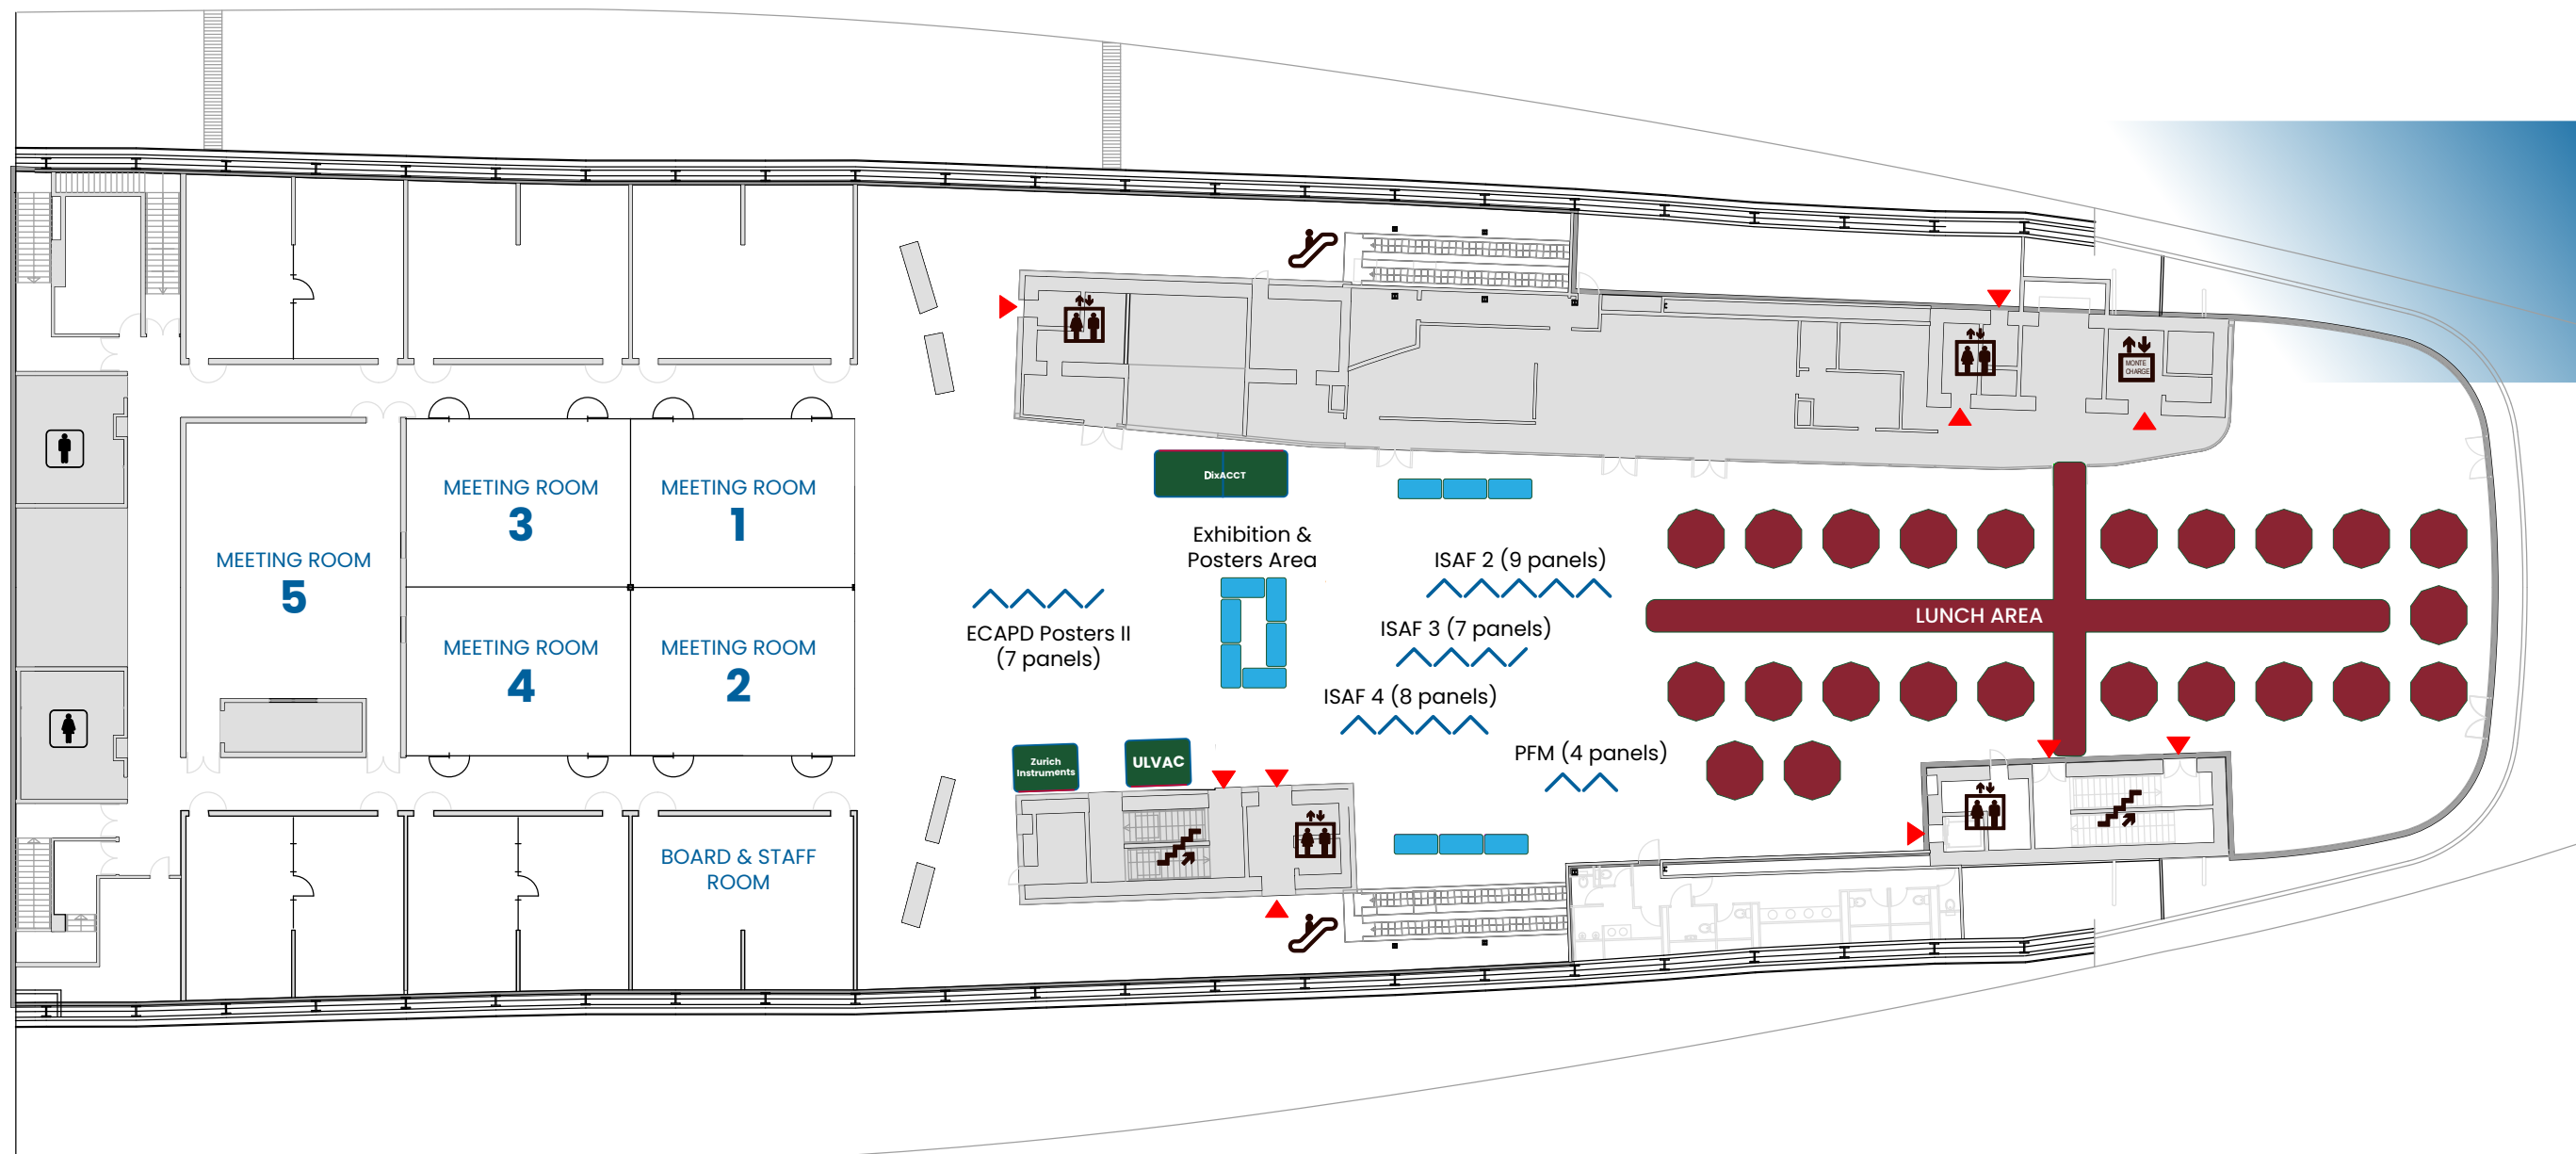 MONTE
CHARGE
MEETING ROOM
3
MEETING ROOM
1
DixACCT
Exhibition &
Posters Area
MEETING ROOM
5
ISAF 2 (9 panels)
LUNCH AREA
ECAPD Posters II
(7 panels)
ISAF 3 (7 panels)
MEETING ROOM
4
MEETING ROOM
2
ISAF 4 (8 panels)
PFM (4 panels)
Zurich
Instruments
ULVAC
BOARD & STAFF
ROOM